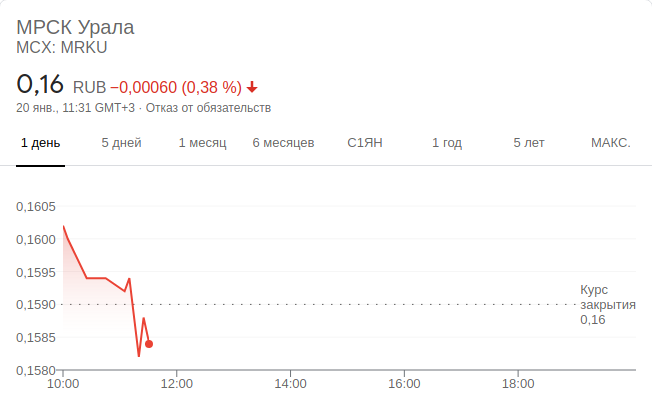 МРСК Урала
MCX: MRKU
0,16 RUB −0,00060 (0,38 %)
20 янв., 11:31 GMT+3 · Отказ от обязательств
1 день 5 дней 1 месяц 6 месяцев С1ЯН 1 год 5 лет МАКС.
0,1605
0,1600
0,1595
0,1590
0,1585
0,1580
Курс
закрытия
0,16
10:00 12:00 14:00 16:00 18:00